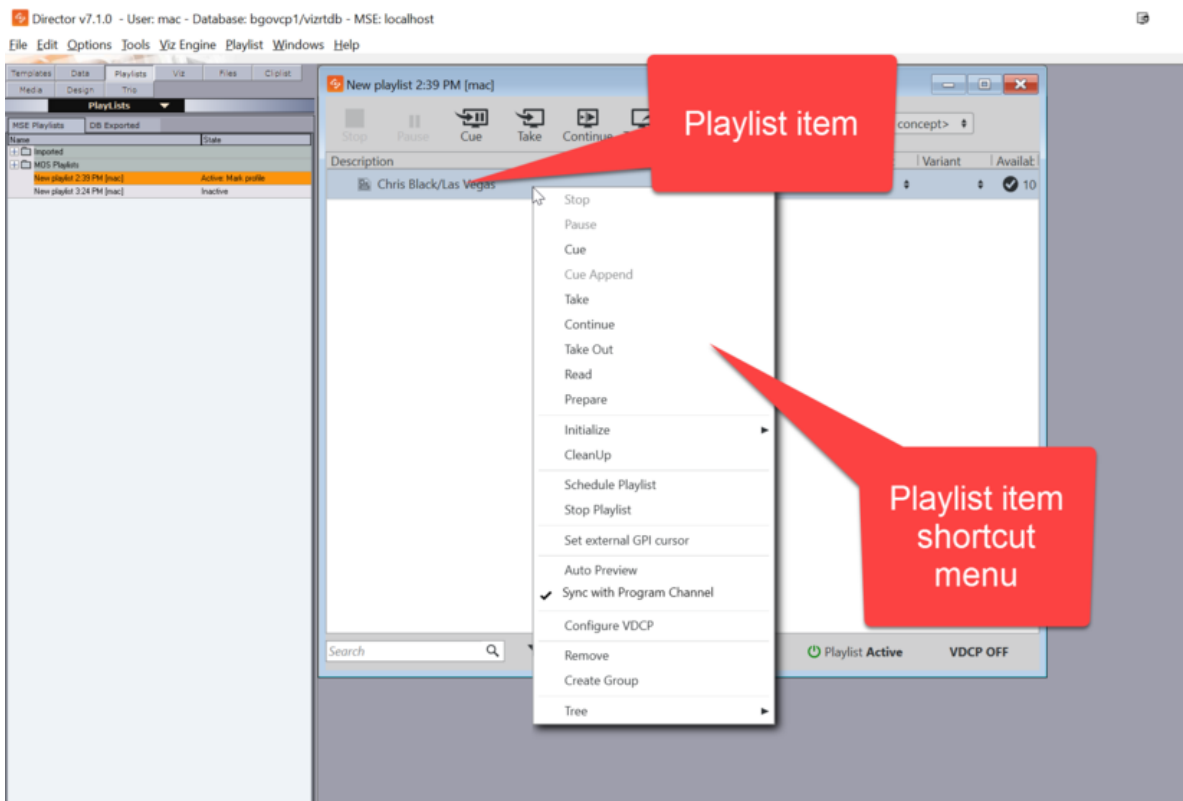 Director v7.1.0 - User: mac - Database: bgovcp1/vizrtdb - MSE: localhost
File Edit Options Tools Viz Engine Playlist Windows Help
Templates Data Playlists Viz Files Cliplist
Media Design Trio
PlayLists
MSE Playlists DB Exported
Name State
Imported
MOS Playlists
New playlist 2:39 PM [mac] Active: Mark profile
New playlist 3:24 PM [mac] Inactive
New playlist 2:39 PM [mac]
Stop Pause Cue Take Continue concept>
Description Variant Availab
Chris Black/Las Vegas 10
Playlist item
Stop
Pause
Cue
Cue Append
Take
Continue
Take Out
Read
Prepare
Initialize
CleanUp
Schedule Playlist
Stop Playlist
Set external GPI cursor
Auto Preview
Sync with Program Channel
Configure VDCP
Remove
Create Group
Tree
Playlist item
shortcut
menu
Search Playlist Active VDCP OFF